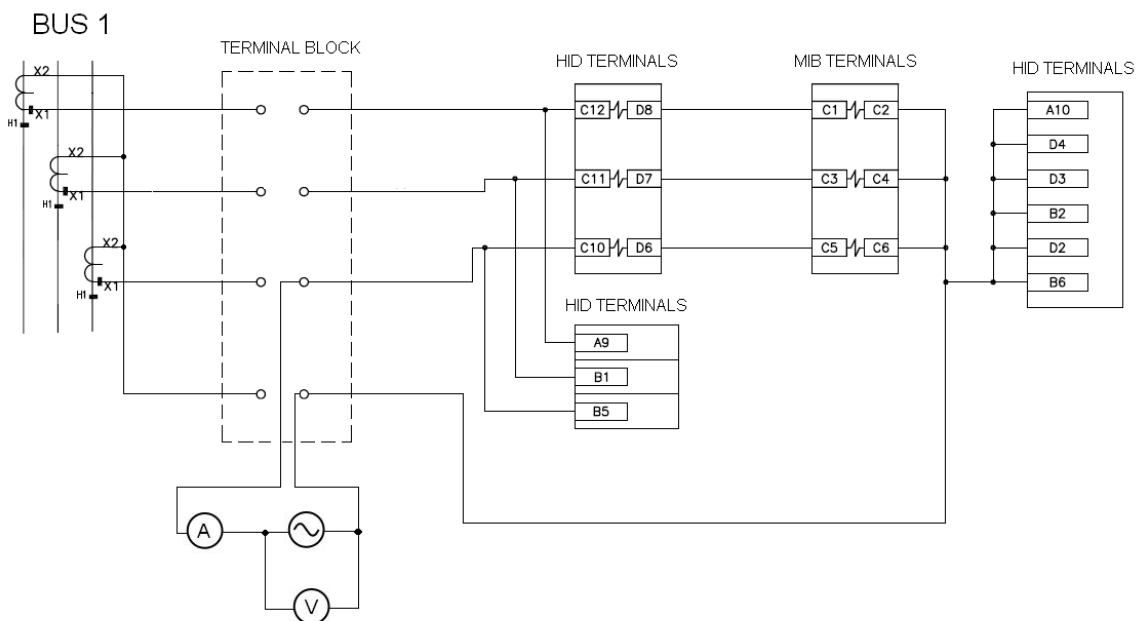 BUS 1
TERMINAL BLOCK
HID TERMINALS
MIB TERMINALS
HID TERMINALS
X2
X1
H1
C12 D8
C1 C2
A10
D4
X2
X1
H1
C11 D7
C3 C4
D3
B2
X2
X1
H1
C10 D6
C5 C6
D2
B6
HID TERMINALS
A9
B1
B5
A
V